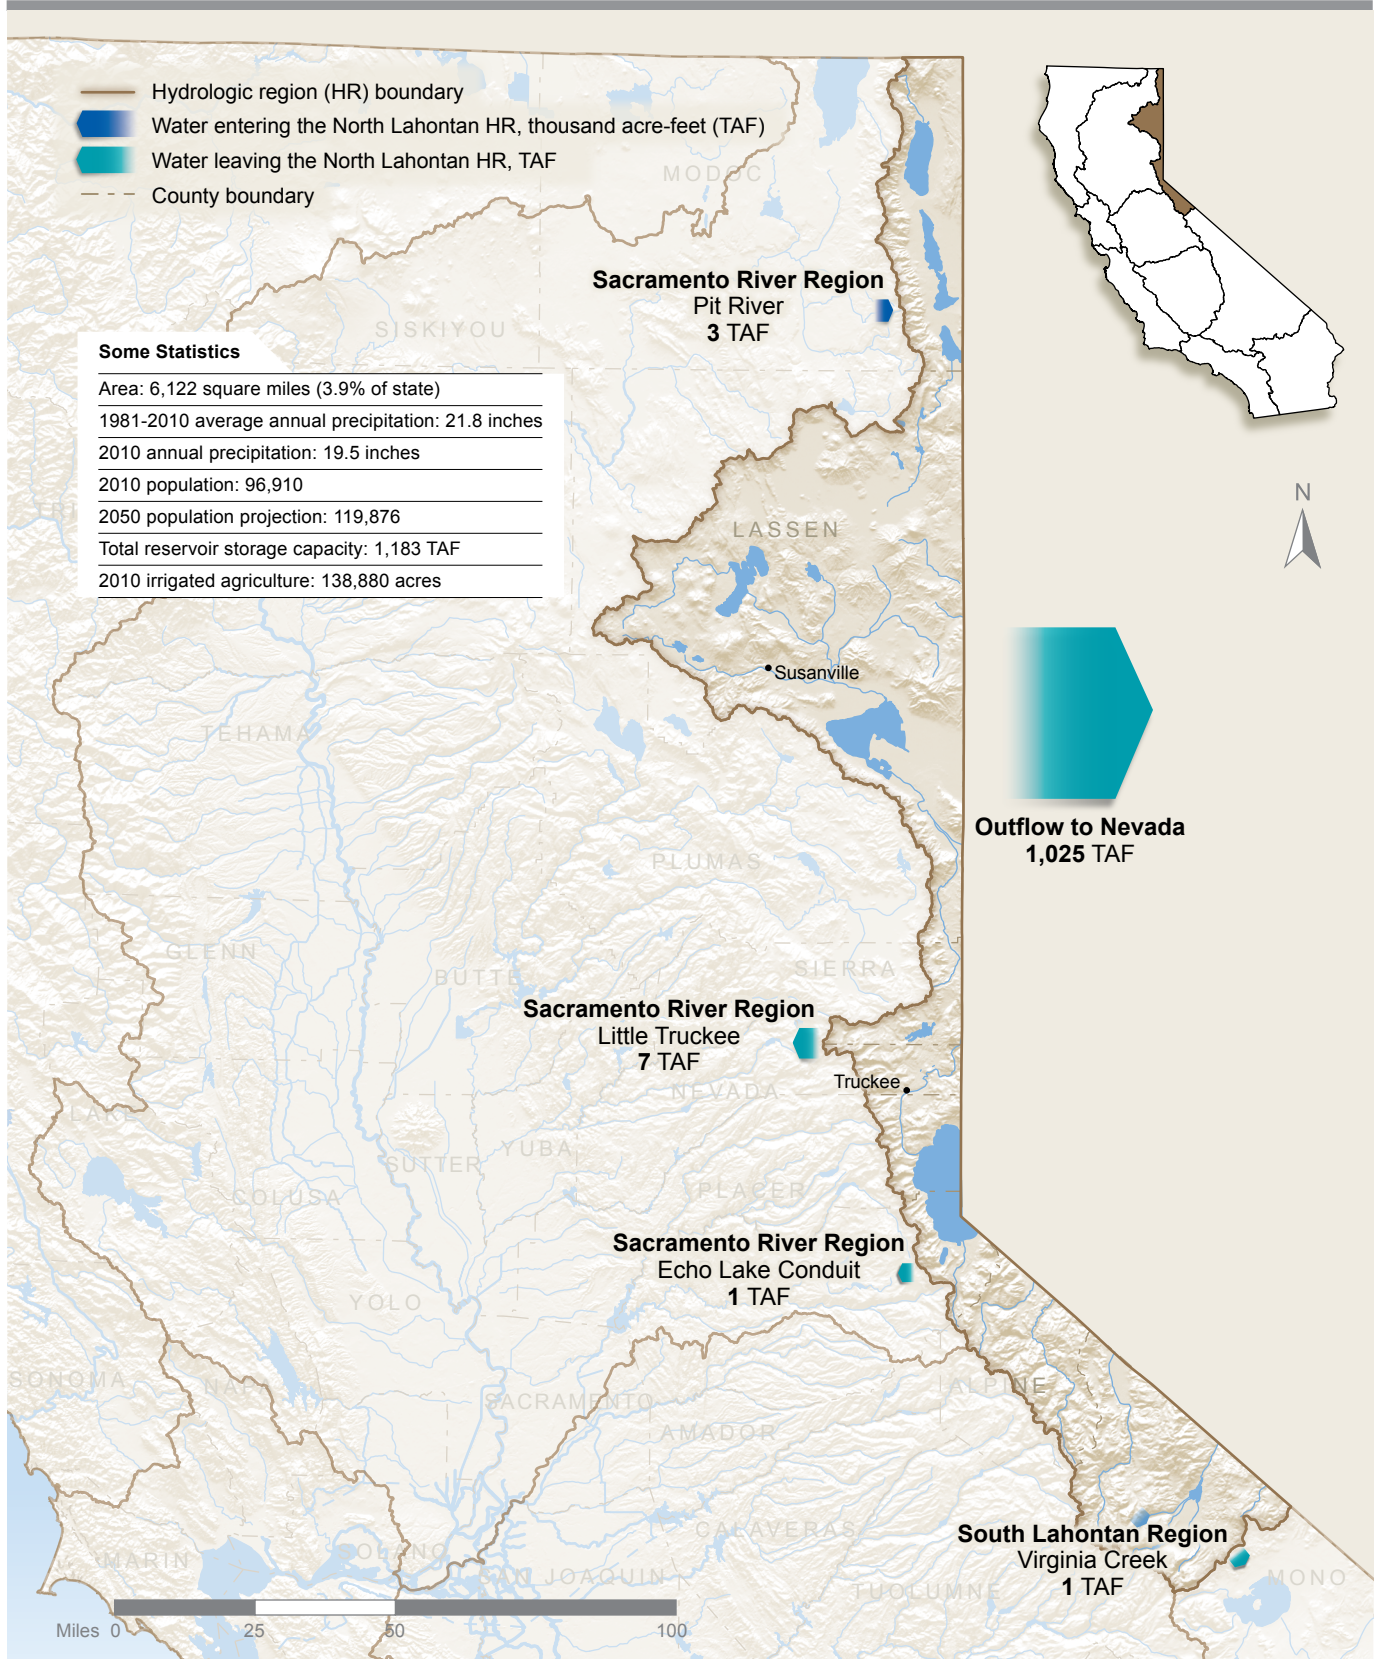 Hydrologic region (HR) boundary
Water entering the North Lahontan HR, thousand acre-feet (TAF)
Water leaving the North Lahontan HR, TAF
County boundary
MODOC
Sacramento River Region
Pit River
3 TAF
SISKIYOU
Some Statistics
Area: 6,122 square miles (3.9% of state)
1981-2010 average annual precipitation: 21.8 inches
2010 annual precipitation: 19.5 inches
2010 population: 96,910
2050 population projection: 119,876
Total reservoir storage capacity: 1,183 TAF
2010 irrigated agriculture: 138,880 acres
N
LASSEN
Susanville
TEHAMA
Outflow to Nevada
1,025 TAF
PLUMAS
GLENN
BUTTE
SIERRA
Sacramento River Region
Little Truckee
7 TAF
Truckee
NEVADA
LAKE
YUBA
SUTTER
COLUSA
PLACER
Sacramento River Region
Echo Lake Conduit
1 TAF
YOLO
SONOMA
ALPINE
SACRAMENTO
AMADOR
CALAVERAS
South Lahontan Region
Virginia Creek
1 TAF
MARIN
SOLANO
SAN JOAQUIN
TUOLUMNE
MONO
Miles 0 25 50 100